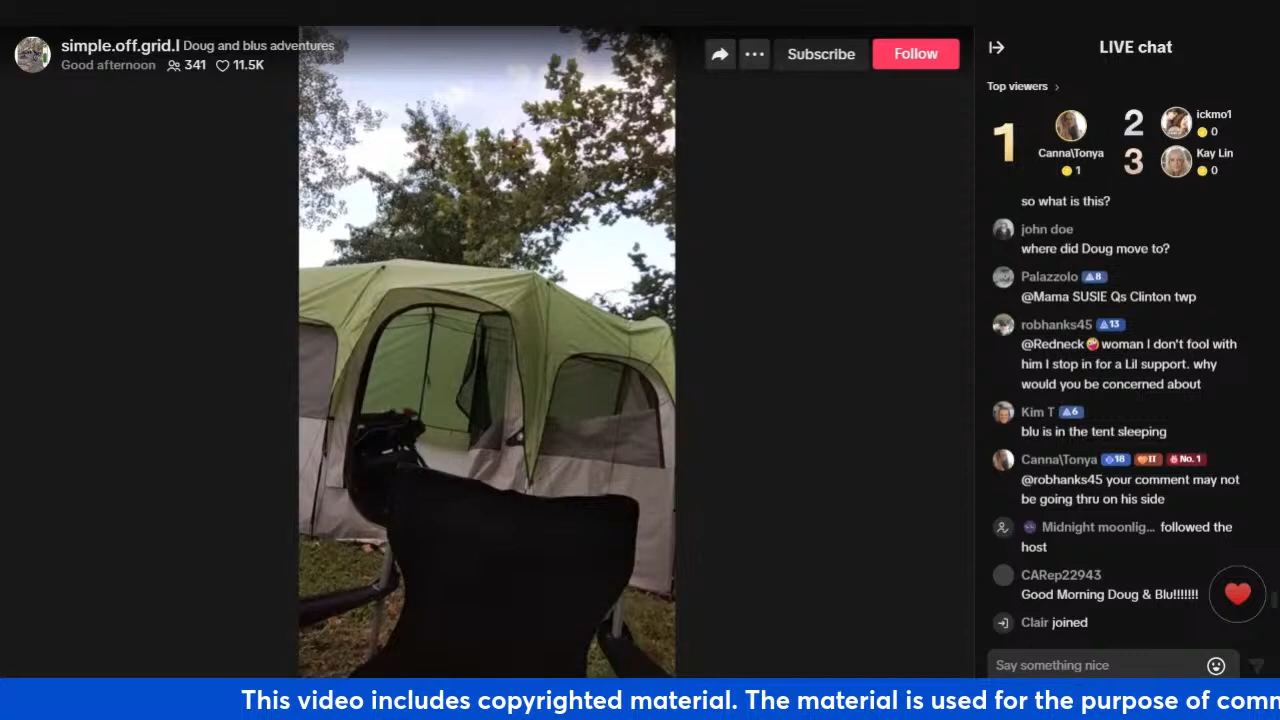 simple.off.grid.l Doug and blus adventures
Good afternoon 341 11.5K
Subscribe
Follow
LIVE chat
Top viewers
1
Canna\Tonya
1
2
ickmo1
0
3
Kay Lin
0
so what is this?
john doe
where did Doug move to?
Palazzolo 8
@Mama SUSIE Qs Clinton twp
robhanks45 13
@Redneck🤪woman I don't fool with
him I stop in for a Lil support. why
would you be concerned about
Kim T 6
blu is in the tent sleeping
Canna\Tonya 18 II No. 1
@robhanks45 your comment may not
be going thru on his side
Midnight moonlig... followed the
host
CARep22943
Good Morning Doug & Blu!!!!!!!
Clair joined
Say something nice
This video includes copyrighted material. The material is used for the purpose of comm